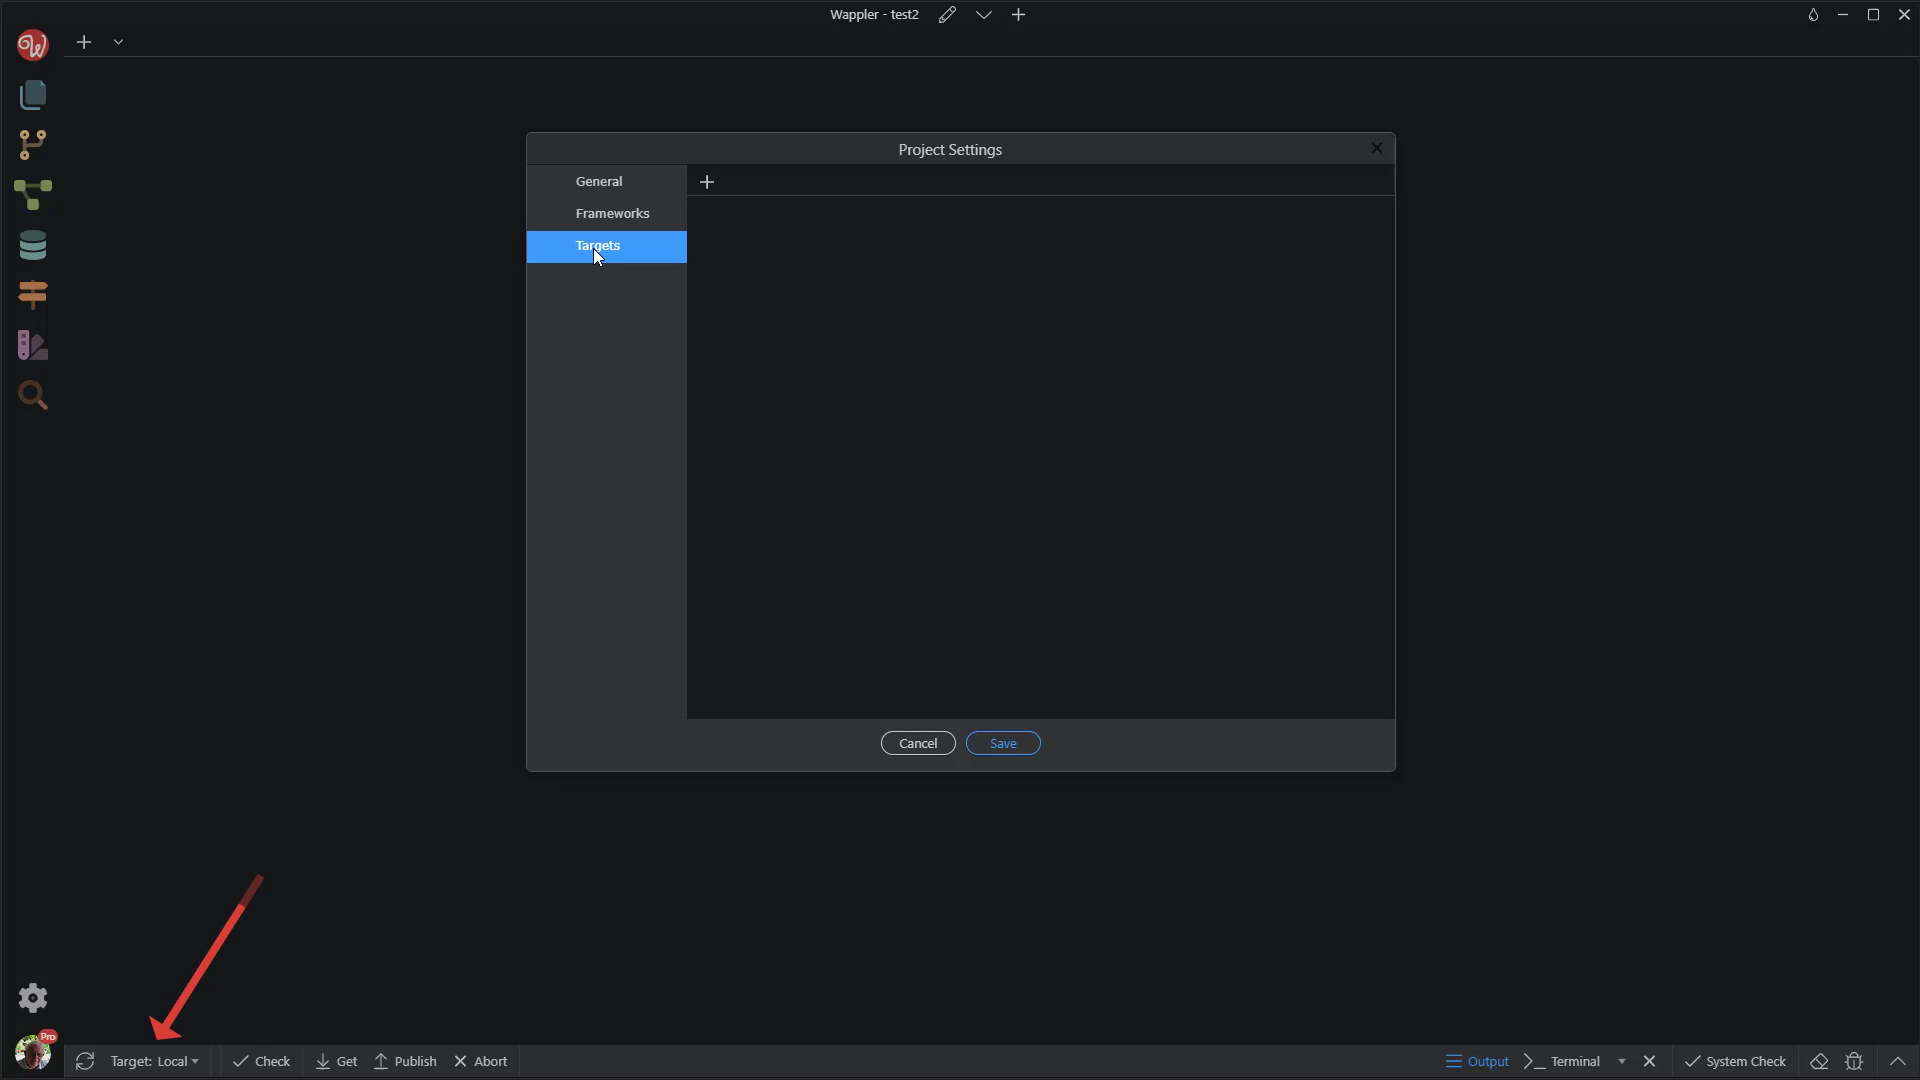 Wappler - test2
Project Settings
General
Frameworks
Targets
Cancel
Save
Pro
Target: Local
Check
Get
Publish
Abort
Output
Terminal
System Check